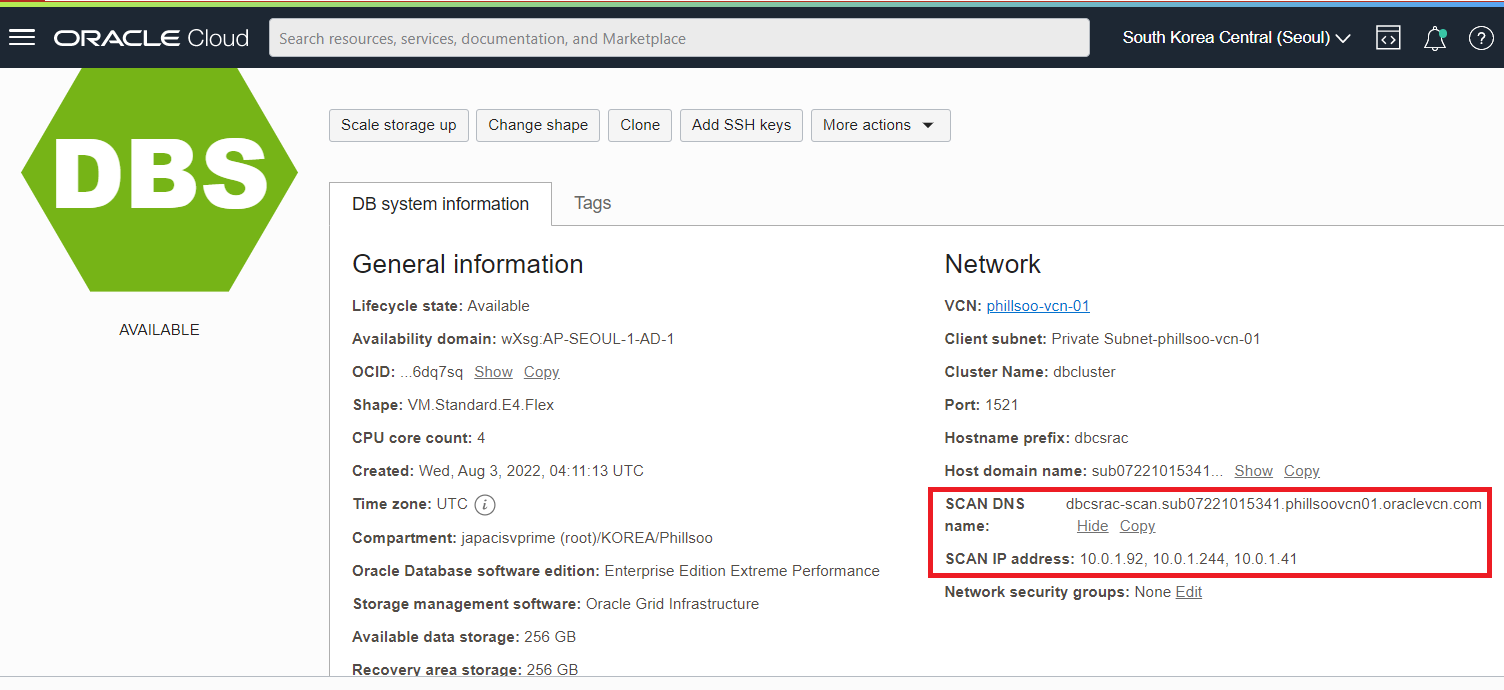 ORACLE Cloud
Search resources, services, documentation, and Marketplace
South Korea Central (Seoul)
DBS
AVAILABLE
Scale storage up
Change shape
Clone
Add SSH keys
More actions
DB system information
Tags
General information
Lifecycle state: Available
Availability domain: wXsg:AP-SEOUL-1-AD-1
OCID: ...6dq7sq Show Copy
Shape: VM.Standard.E4.Flex
CPU core count: 4
Created: Wed, Aug 3, 2022, 04:11:13 UTC
Time zone: UTC
Compartment: japacisvprime (root)/KOREA/Phillsoo
Oracle Database software edition: Enterprise Edition Extreme Performance
Storage management software: Oracle Grid Infrastructure
Available data storage: 256 GB
Recovery area storage: 256 GB
Network
VCN: phillsoo-vcn-01
Client subnet: Private Subnet-phillsoo-vcn-01
Cluster Name: dbcluster
Port: 1521
Hostname prefix: dbcsrac
Host domain name: sub07221015341... Show Copy
SCAN DNS name: dbcsrac-scan.sub07221015341.phillsoovcn01.oraclevcn.com
Hide Copy
SCAN IP address: 10.0.1.92, 10.0.1.244, 10.0.1.41
Network security groups: None Edit